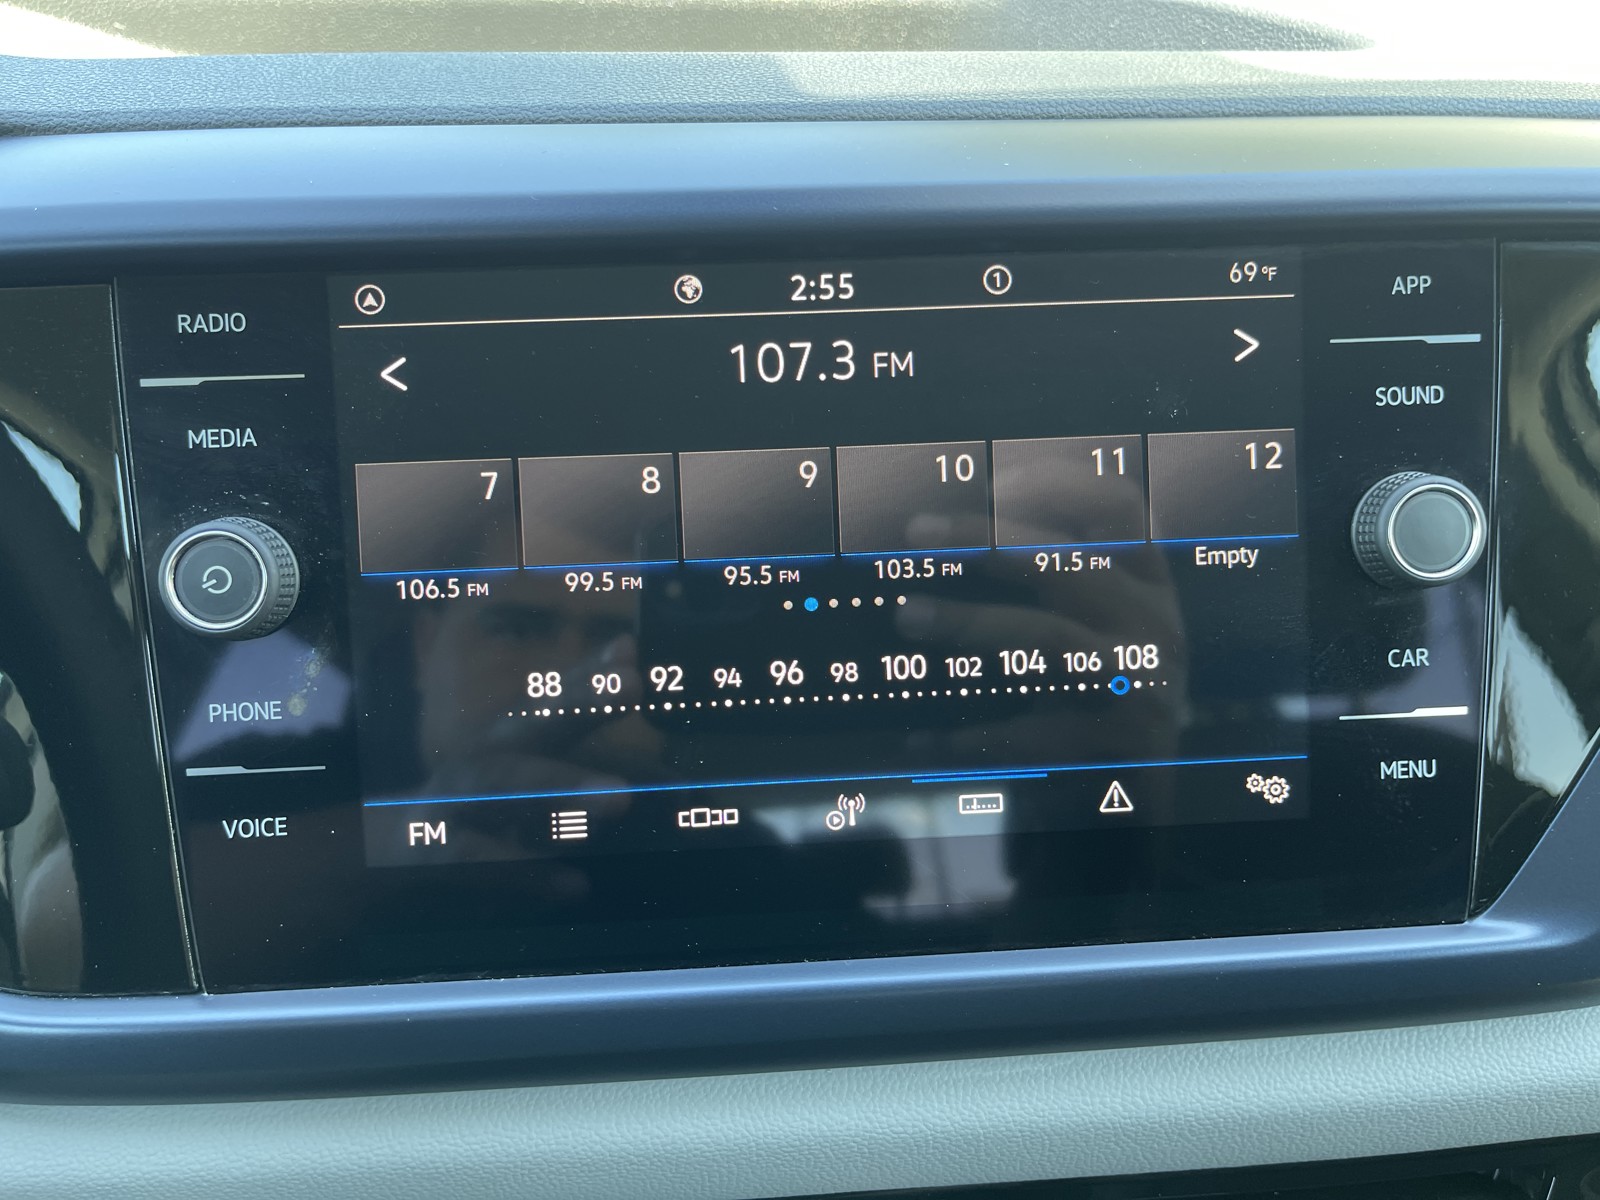 RADIO
MEDIA
PHONE
VOICE
2:55 1 69°F
107.3 FM
7 8 9 10 11 12
106.5 FM 99.5 FM 95.5 FM 103.5 FM 91.5 FM Empty
88 90 92 94 96 98 100 102 104 106 108
FM
APP
SOUND
CAR
MENU